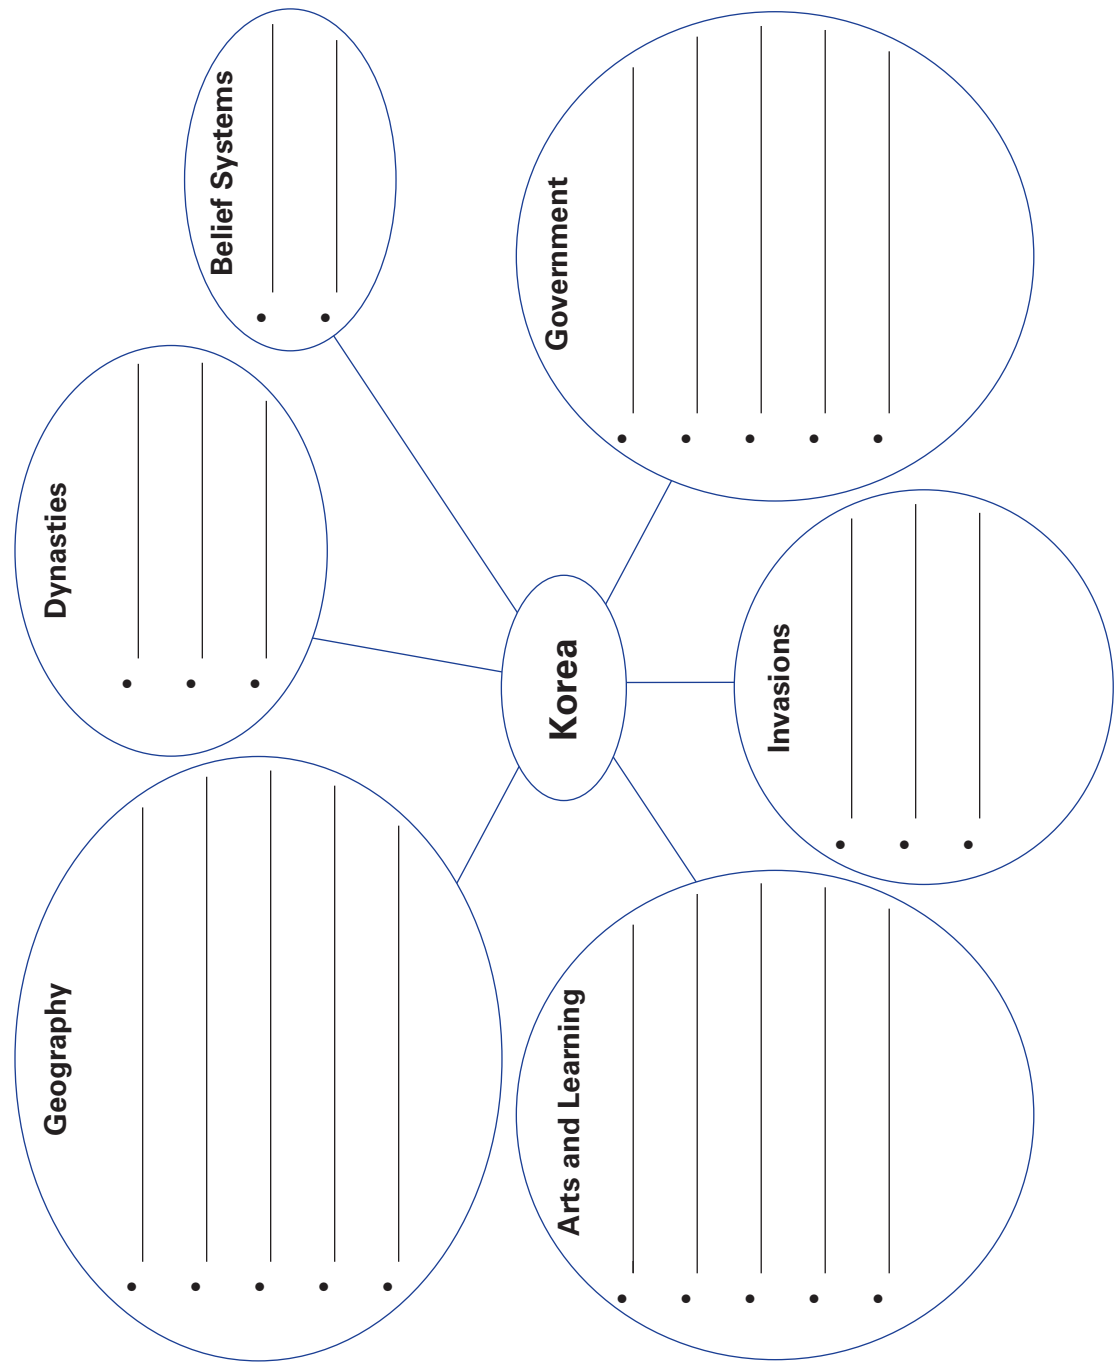 Geography
Dynasties
Belief Systems
Korea
Arts and Learning
Invasions
Government